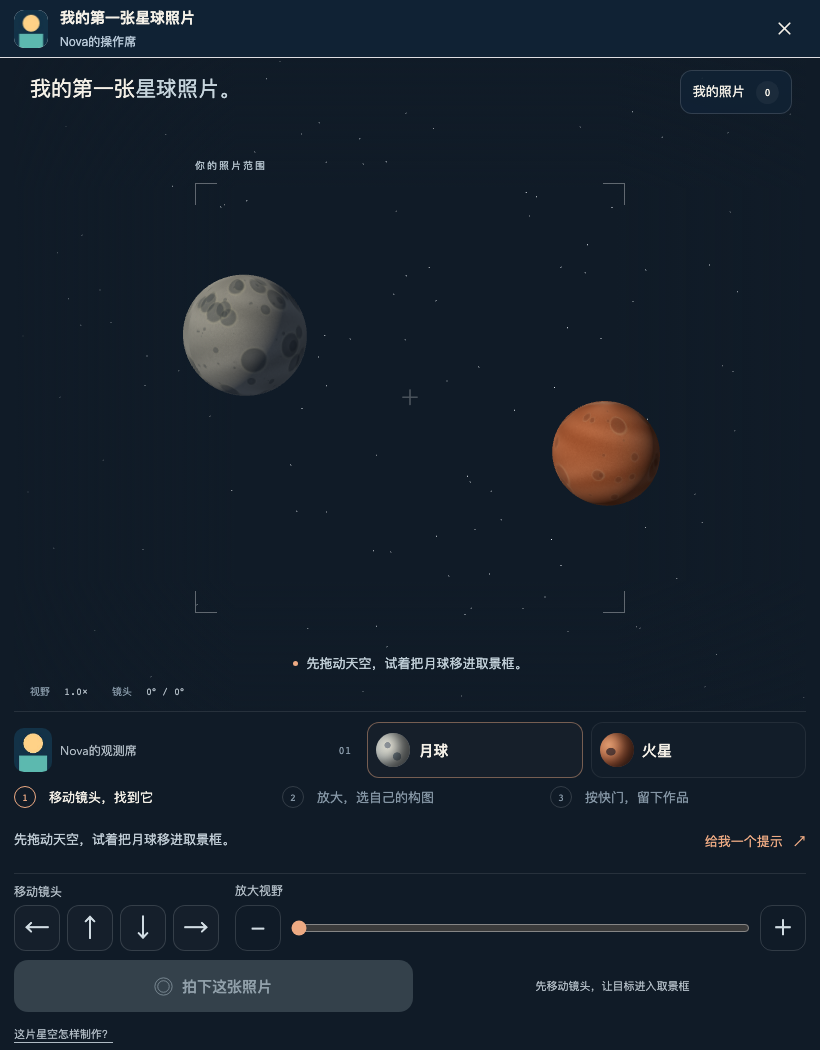 我的第一张星球照片
Nova的操作席
我的第一张星球照片。
我的照片 0
你的照片范围
先拖动天空，试着把月球移进取景框。
视野 1.0× 镜头 0° / 0°
Nova的观测席 01 月球 火星
1 移动镜头，找到它 2 放大，选自己的构图 3 按快门，留下作品
先拖动天空，试着把月球移进取景框。 给我一个提示 ↗
移动镜头 放大视野
← ↑ ↓ → − +
拍下这张照片 先移动镜头，让目标进入取景框
这片星空怎样制作？